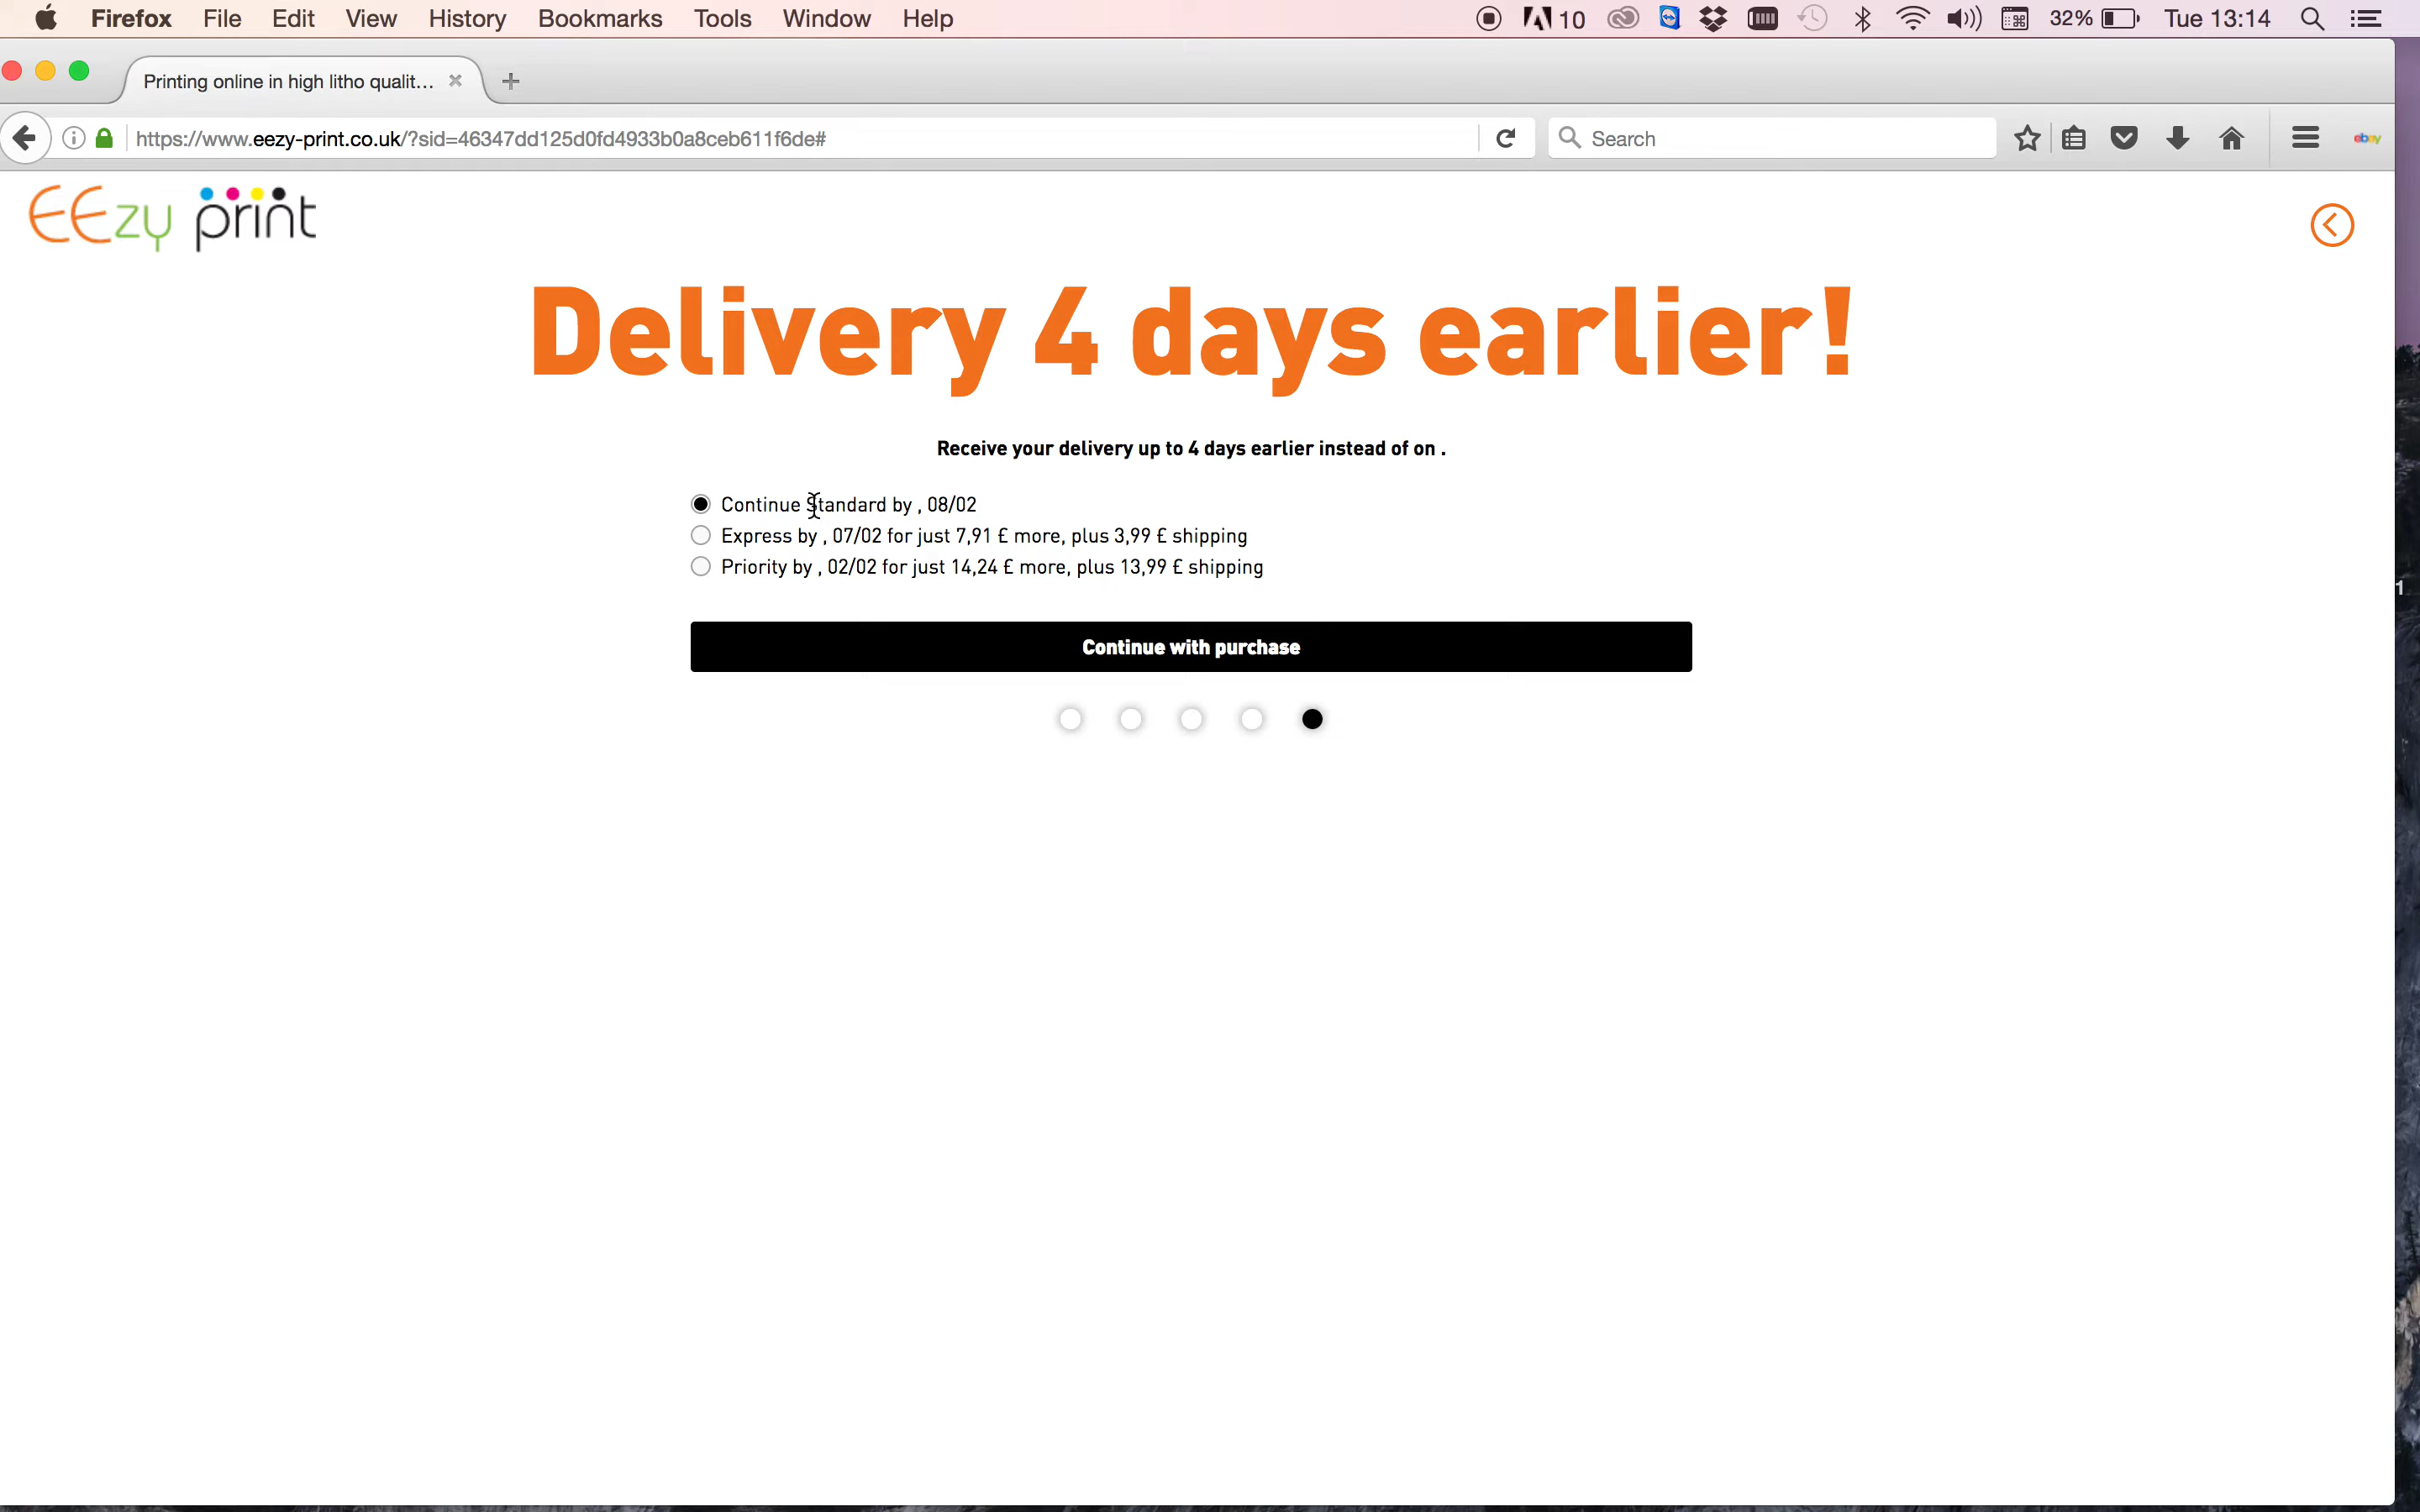 Firefox File Edit View History Bookmarks Tools Window Help 10 32% Tue 13:14
Printing online in high litho qualit...
https://www.eezy-print.co.uk/?sid=46347dd125d0fd4933b0a8ceb611f6de# Search ebay
EEzy print
Delivery 4 days earlier!
Receive your delivery up to 4 days earlier instead of on .
Continue Standard by , 08/02
Express by , 07/02 for just 7,91 £ more, plus 3,99 £ shipping
Priority by , 02/02 for just 14,24 £ more, plus 13,99 £ shipping
1
Continue with purchase